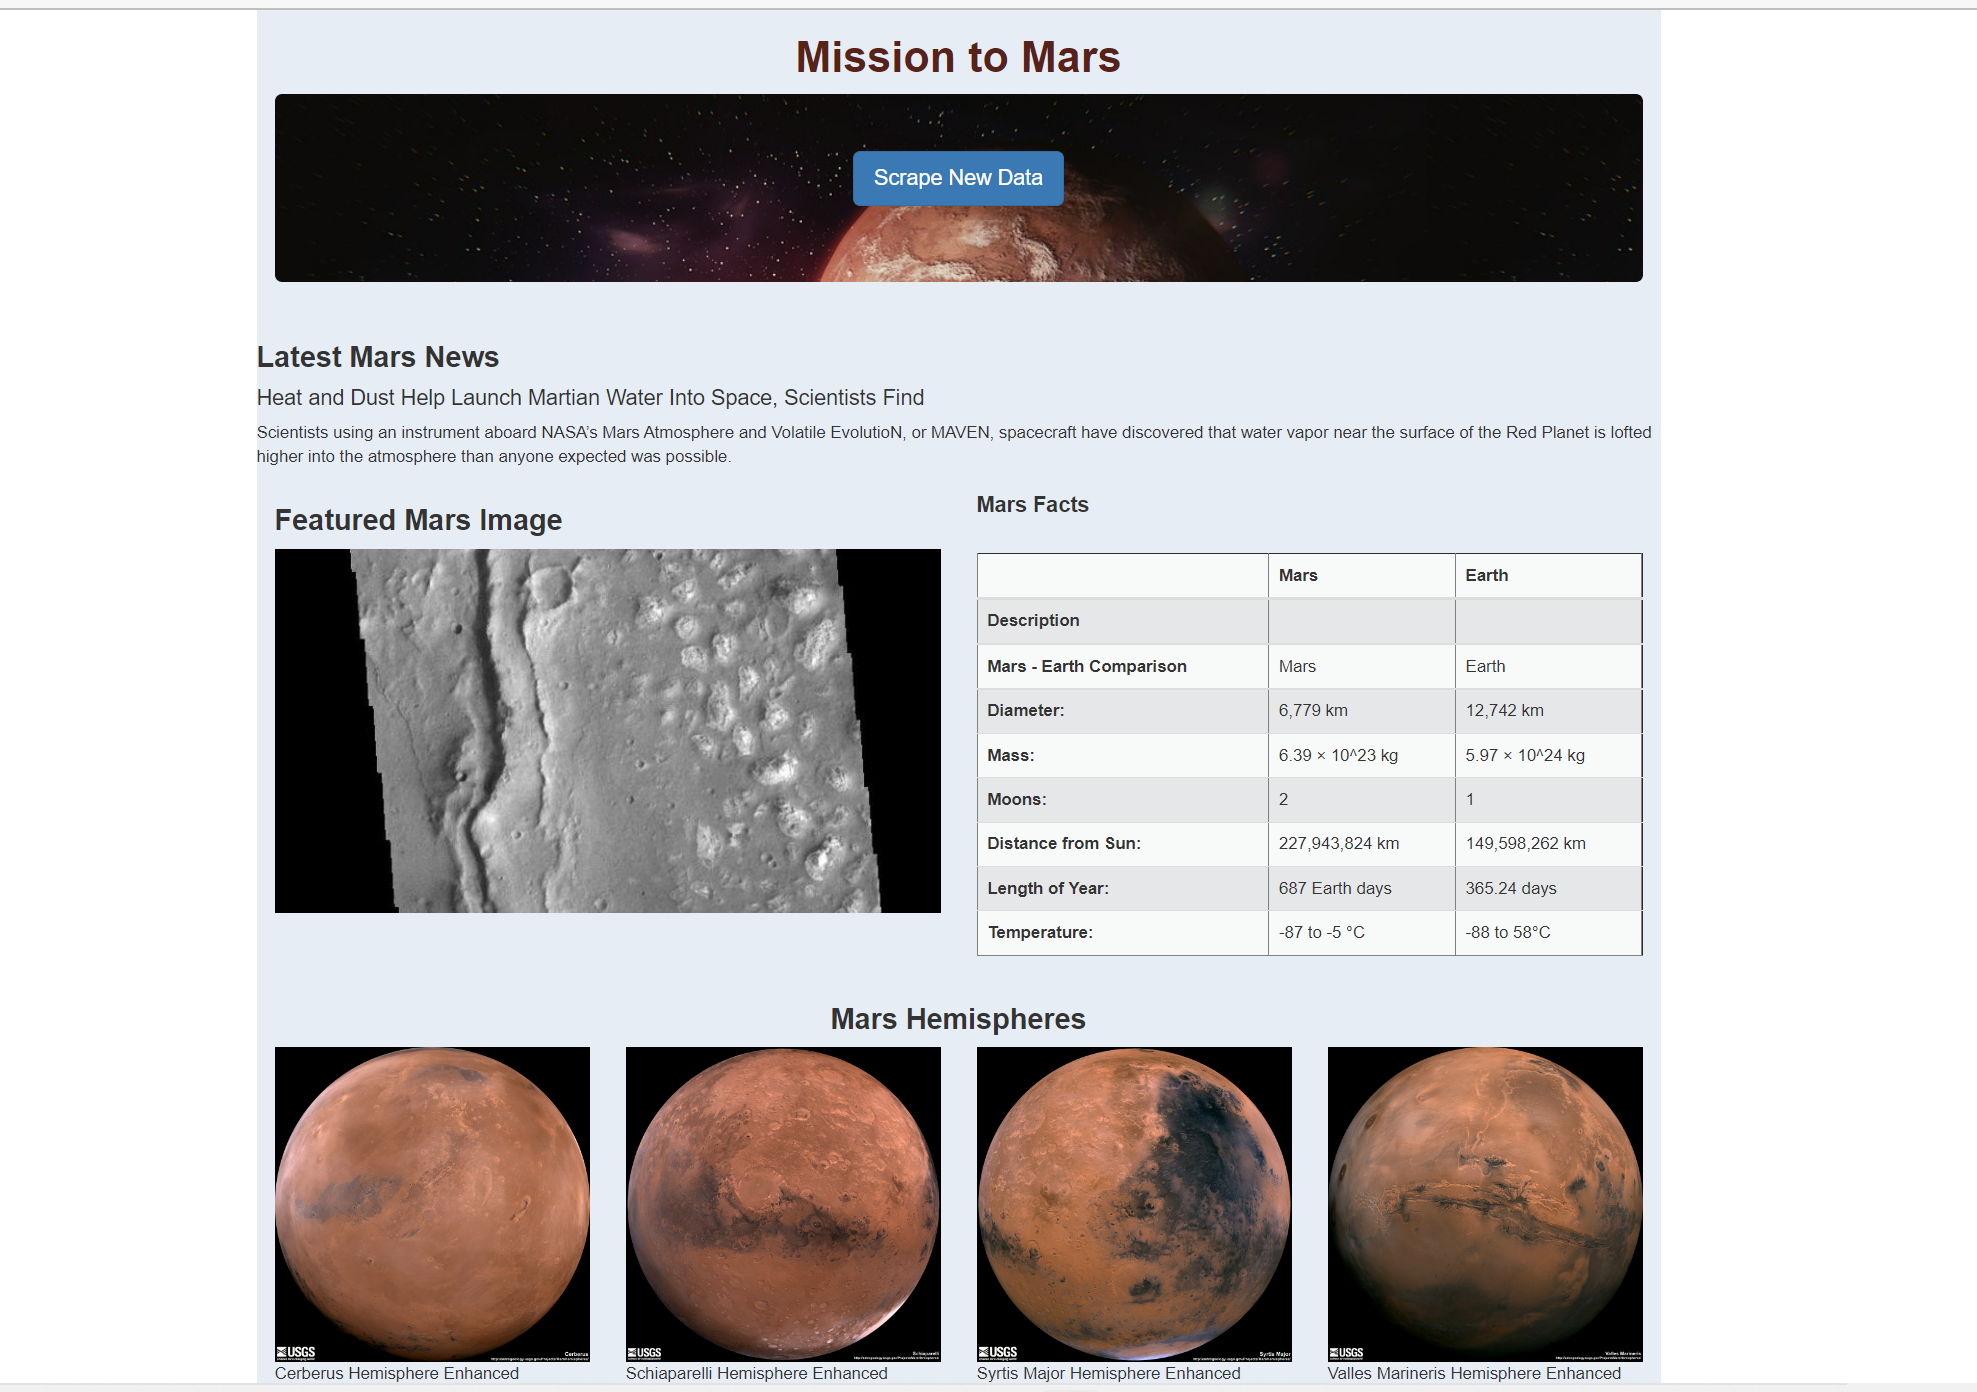 Mission to Mars
Scrape New Data
Latest Mars News
Heat and Dust Help Launch Martian Water Into Space, Scientists Find
Scientists using an instrument aboard NASA's Mars Atmosphere and Volatile EvolutioN, or MAVEN, spacecraft have discovered that water vapor near the surface of the Red Planet is lofted
higher into the atmosphere than anyone expected was possible.
Featured Mars Image
Mars Facts
Mars Earth
Description
Mars - Earth Comparison Mars Earth
Diameter: 6,779 km 12,742 km
Mass: 6.39 × 10^23 kg 5.97 × 10^24 kg
Moons: 2 1
Distance from Sun: 227,943,824 km 149,598,262 km
Length of Year: 687 Earth days 365.24 days
Temperature: -87 to -5 °C -88 to 58°C
Mars Hemispheres
USGS Cerberus
USGS Schiaparelli
USGS Syrtis Major
USGS Valles Marineris
Cerberus Hemisphere Enhanced
Schiaparelli Hemisphere Enhanced
Syrtis Major Hemisphere Enhanced
Valles Marineris Hemisphere Enhanced